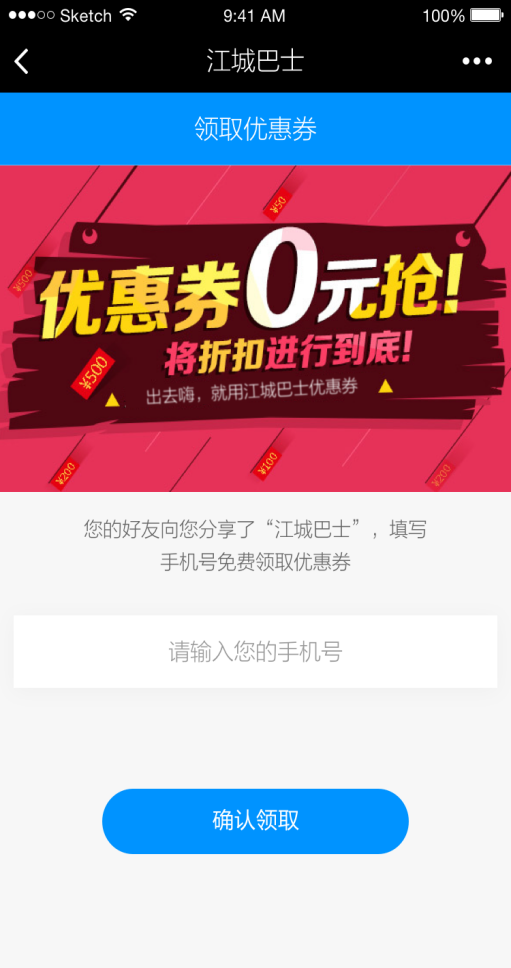 Sketch 9:41 AM 100%
江城巴士
领取优惠券
¥50
¥500
优惠券0元抢!
将折扣进行到底!
¥500
出去嗨，就用江城巴士优惠券
¥200
¥100
¥200
您的好友向您分享了“江城巴士”，填写
手机号免费领取优惠券
请输入您的手机号
确认领取